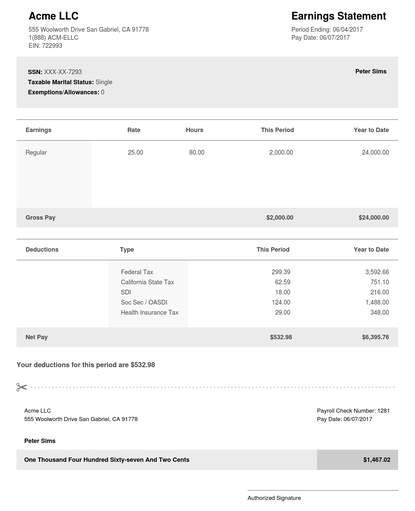 Acme LLC
Earnings Statement
555 Woolworth Drive San Gabriel, CA 91778
Period Ending: 06/04/2017
1(888) ACM-ELLC
Pay Date: 06/07/2017
EIN: 722993
SSN: XXX-XX-7293
Peter Sims
Taxable Marital Status: Single
Exemptions/Allowances: 0
Earnings Rate Hours This Period Year to Date
Regular 25.00 80.00 2,000.00 24,000.00
Gross Pay $2,000.00 $24,000.00
Deductions Type This Period Year to Date
Federal Tax 299.39 3,592.66
California State Tax 62.59 751.10
SDI 18.00 216.00
Soc Sec / OASDI 124.00 1,488.00
Health Insurance Tax 29.00 348.00
Net Pay $532.98 $6,395.76
Your deductions for this period are $532.98
Acme LLC
Payroll Check Number: 1281
555 Woolworth Drive San Gabriel, CA 91778
Pay Date: 06/07/2017
Peter Sims
One Thousand Four Hundred Sixty-seven And Two Cents $1,467.02
Authorized Signature